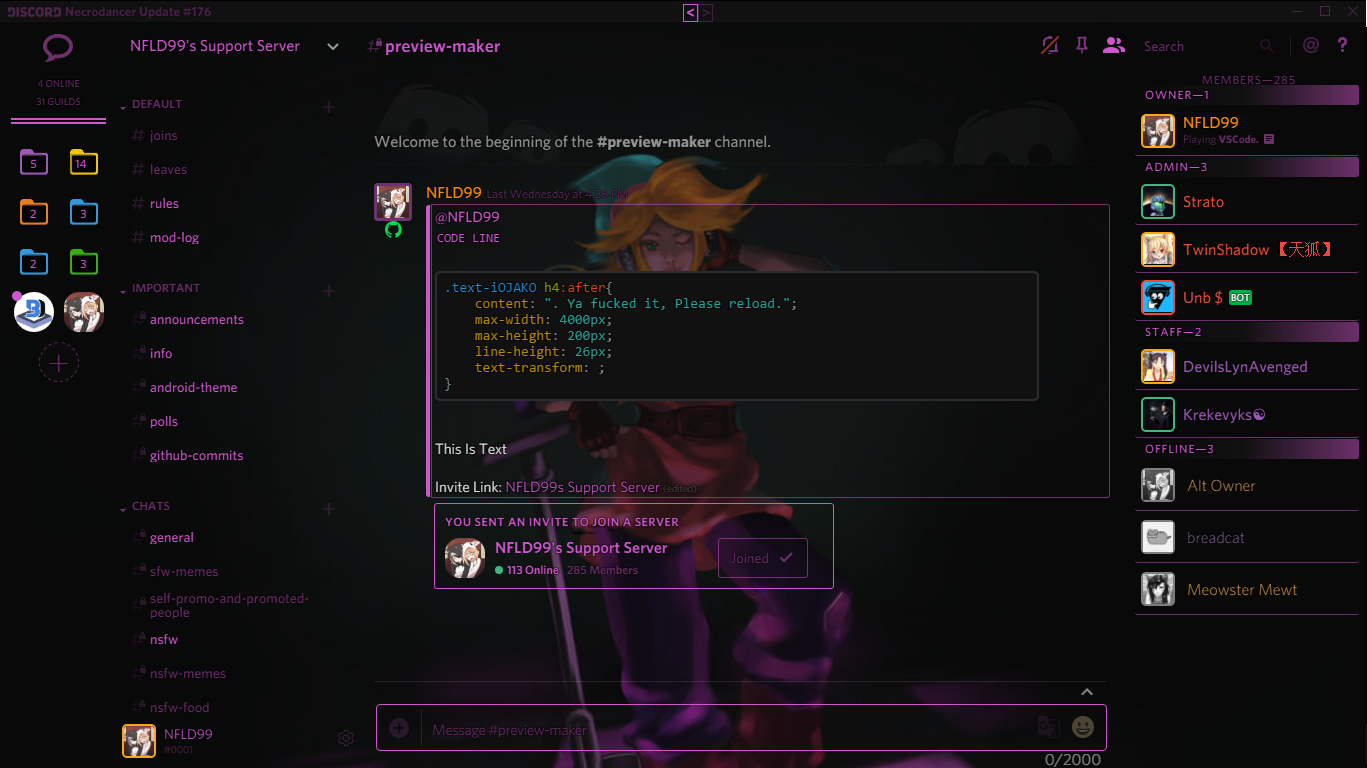 DISCORD Necrodancer Update #176
< >
4 ONLINE
31 GUILDS
5
14
2
3
2
3
NFLD99's Support Server
DEFAULT
joins
leaves
rules
mod-log
IMPORTANT
announcements
info
android-theme
polls
github-commits
CHATS
general
sfw-memes
self-promo-and-promoted-
people
nsfw
nsfw-memes
nsfw-food
NFLD99
#0001
#preview-maker
Search
@ ?
Welcome to the beginning of the #preview-maker channel.
NFLD99 Last Wednesday at 4:36 PM
@NFLD99
CODE LINE
.text-iOJAKO h4:after{
content: ". Ya fucked it, Please reload.";
max-width: 4000px;
max-height: 200px;
line-height: 26px;
text-transform: ;
}
This Is Text
Invite Link: NFLD99s Support Server (edited)
YOU SENT AN INVITE TO JOIN A SERVER
NFLD99's Support Server
113 Online 285 Members
Joined
Message #preview-maker
0/2000
MEMBERS—285
OWNER—1
NFLD99
Playing VSCode.
ADMIN—3
Strato
TwinShadow 【天狐】
Unb $ BOT
STAFF—2
DevilsLynAvenged
Krekevyks☯
OFFLINE—3
Alt Owner
breadcat
Meowster Mewt